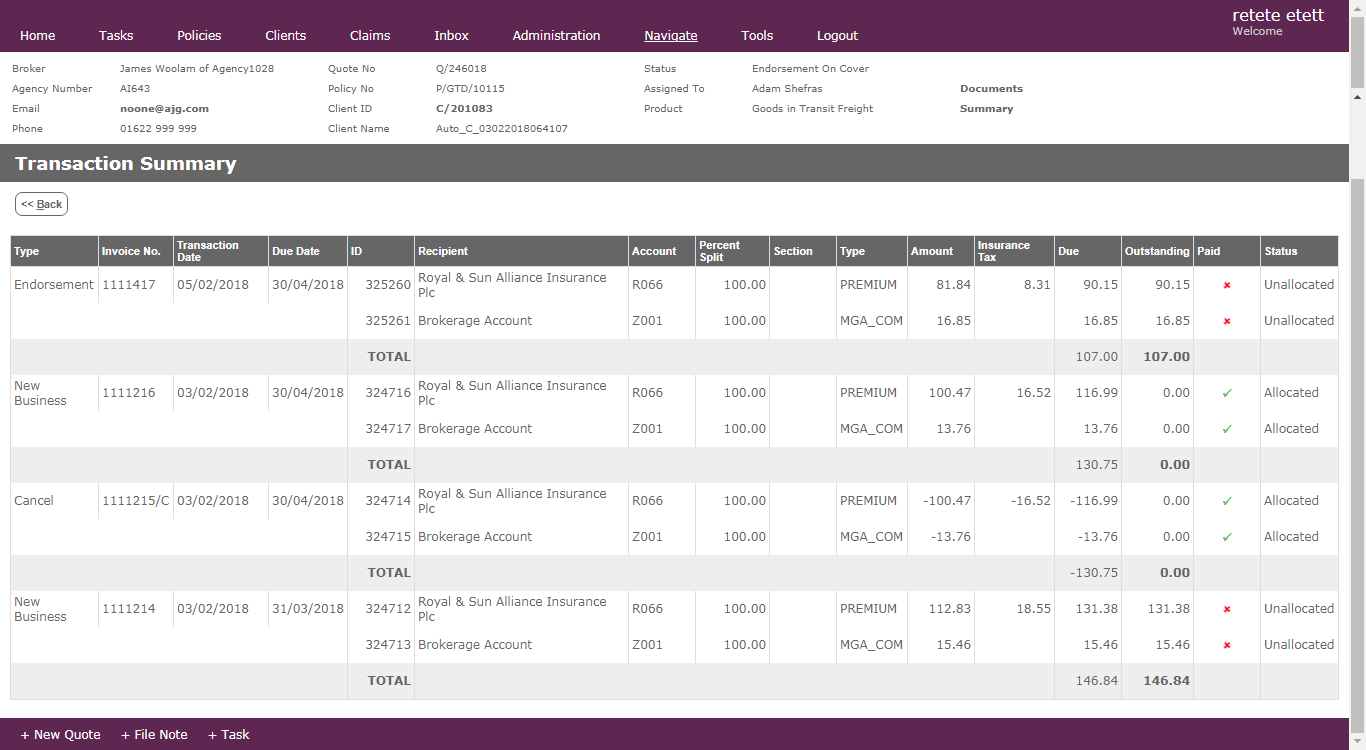 retete etett
Welcome
Home Tasks Policies Clients Claims Inbox Administration Navigate Tools Logout
Broker James Woolam of Agency1028 Quote No Q/246018 Status Endorsement On Cover
Agency Number AI643 Policy No P/GTD/10115 Assigned To Adam Shefras Documents
Email noone@ajg.com Client ID C/201083 Product Goods in Transit Freight Summary
Phone 01622 999 999 Client Name Auto_C_03022018064107
Transaction Summary
<< Back
Type Invoice No. Transaction Date Due Date ID Recipient Account Percent Split Section Type Amount Insurance Tax Due Outstanding Paid Status
Endorsement 1111417 05/02/2018 30/04/2018 325260 Royal & Sun Alliance Insurance Plc R066 100.00 PREMIUM 81.84 8.31 90.15 90.15 ✖ Unallocated
325261 Brokerage Account Z001 100.00 MGA_COM 16.85 16.85 16.85 ✖ Unallocated
TOTAL 107.00 107.00
New Business 1111216 03/02/2018 30/04/2018 324716 Royal & Sun Alliance Insurance Plc R066 100.00 PREMIUM 100.47 16.52 116.99 0.00 ✓ Allocated
324717 Brokerage Account Z001 100.00 MGA_COM 13.76 13.76 0.00 ✓ Allocated
TOTAL 130.75 0.00
Cancel 1111215/C 03/02/2018 30/04/2018 324714 Royal & Sun Alliance Insurance Plc R066 100.00 PREMIUM -100.47 -16.52 -116.99 0.00 ✓ Allocated
324715 Brokerage Account Z001 100.00 MGA_COM -13.76 -13.76 0.00 ✓ Allocated
TOTAL -130.75 0.00
New Business 1111214 03/02/2018 31/03/2018 324712 Royal & Sun Alliance Insurance Plc R066 100.00 PREMIUM 112.83 18.55 131.38 131.38 ✖ Unallocated
324713 Brokerage Account Z001 100.00 MGA_COM 15.46 15.46 15.46 ✖ Unallocated
TOTAL 146.84 146.84
+ New Quote + File Note + Task